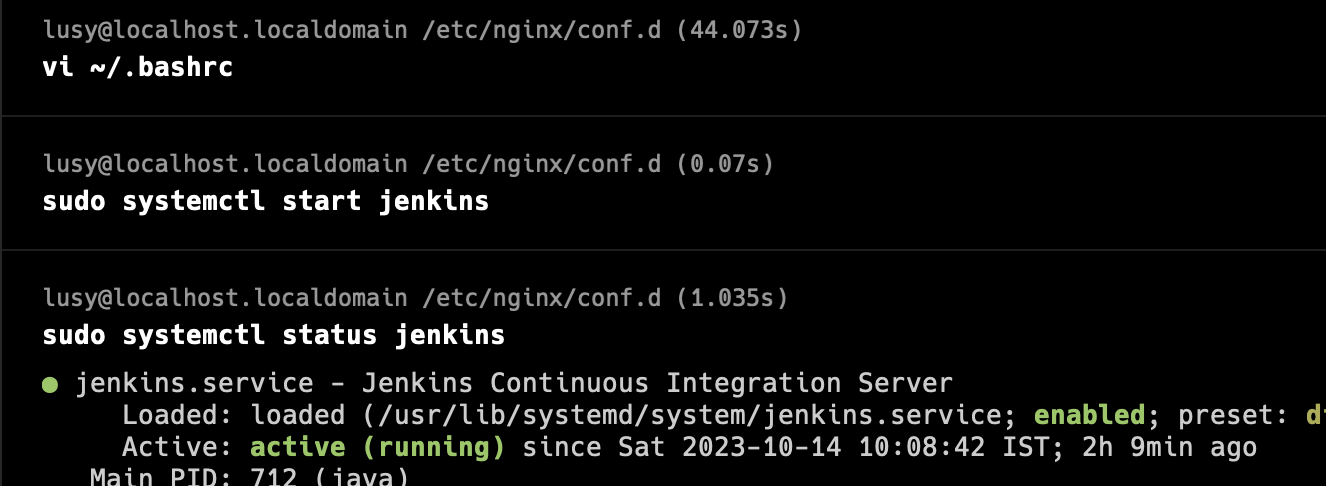 lusy@localhost.localdomain /etc/nginx/conf.d (44.073s)
vi ~/.bashrc
lusy@localhost.localdomain /etc/nginx/conf.d (0.07s)
sudo systemctl start jenkins
lusy@localhost.localdomain /etc/nginx/conf.d (1.035s)
sudo systemctl status jenkins
● jenkins.service - Jenkins Continuous Integration Server
Loaded: loaded (/usr/lib/systemd/system/jenkins.service; enabled; preset:
Active: active (running) since Sat 2023-10-14 10:08:42 IST; 2h 9min ago
Main PID: 712 (java)